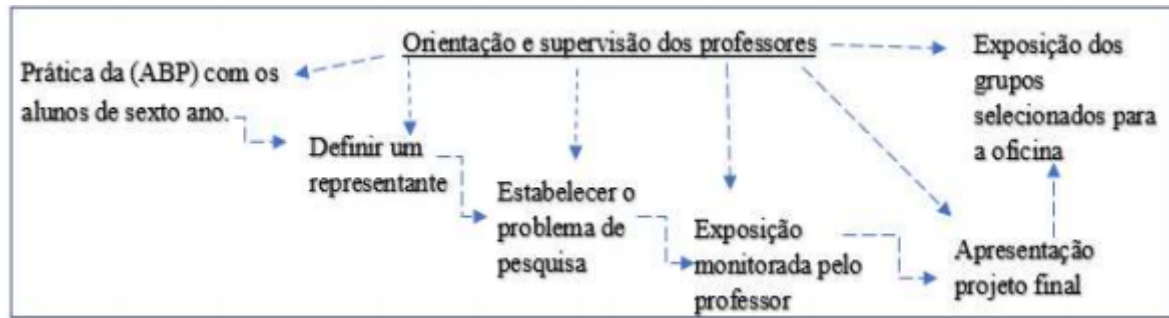 Orientação e supervisão dos professores
Prática da (ABP) com os
alunos de sexto ano.
Definir um
representante
Estabelecer o
problema de
pesquisa
Exposição
monitorada pelo
professor
Apresentação
projeto final
Exposição dos
grupos
selecionados para
a oficina